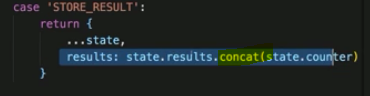 case 'STORE_RESULT':
return {
...state,
results: state.results.concat(state.counter)
}